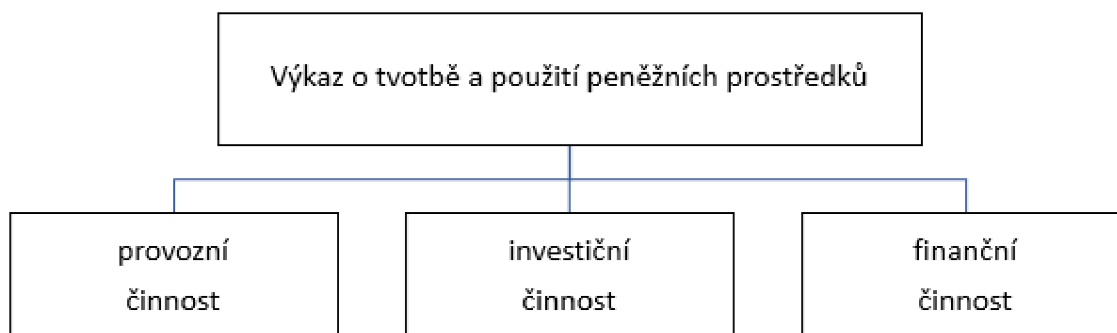 Výkaz o tvotbě a použití peněžních prostředků
provozní
činnost
investiční
činnost
finanční
činnost